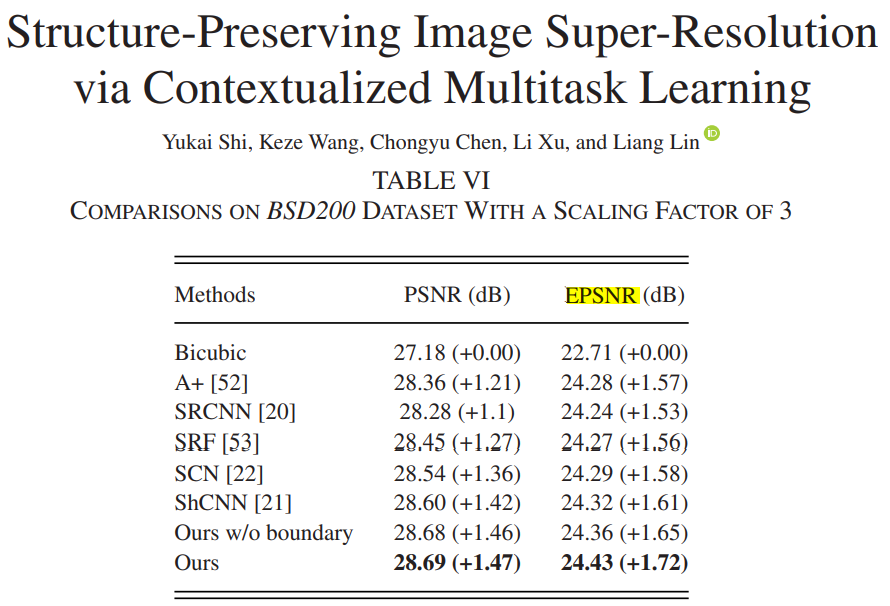 Structure-Preserving Image Super-Resolution
via Contextualized Multitask Learning
Yukai Shi, Keze Wang, Chongyu Chen, Li Xu, and Liang Lin iD
TABLE VI
COMPARISONS ON BSD200 DATASET WITH A SCALING FACTOR OF 3
Methods PSNR (dB) EPSNR (dB)
Bicubic 27.18 (+0.00) 22.71 (+0.00)
A+ [52] 28.36 (+1.21) 24.28 (+1.57)
SRCNN [20] 28.28 (+1.1) 24.24 (+1.53)
SRF [53] 28.45 (+1.27) 24.27 (+1.56)
SCN [22] 28.54 (+1.36) 24.29 (+1.58)
ShCNN [21] 28.60 (+1.42) 24.32 (+1.61)
Ours w/o boundary 28.68 (+1.46) 24.36 (+1.65)
Ours 28.69 (+1.47) 24.43 (+1.72)